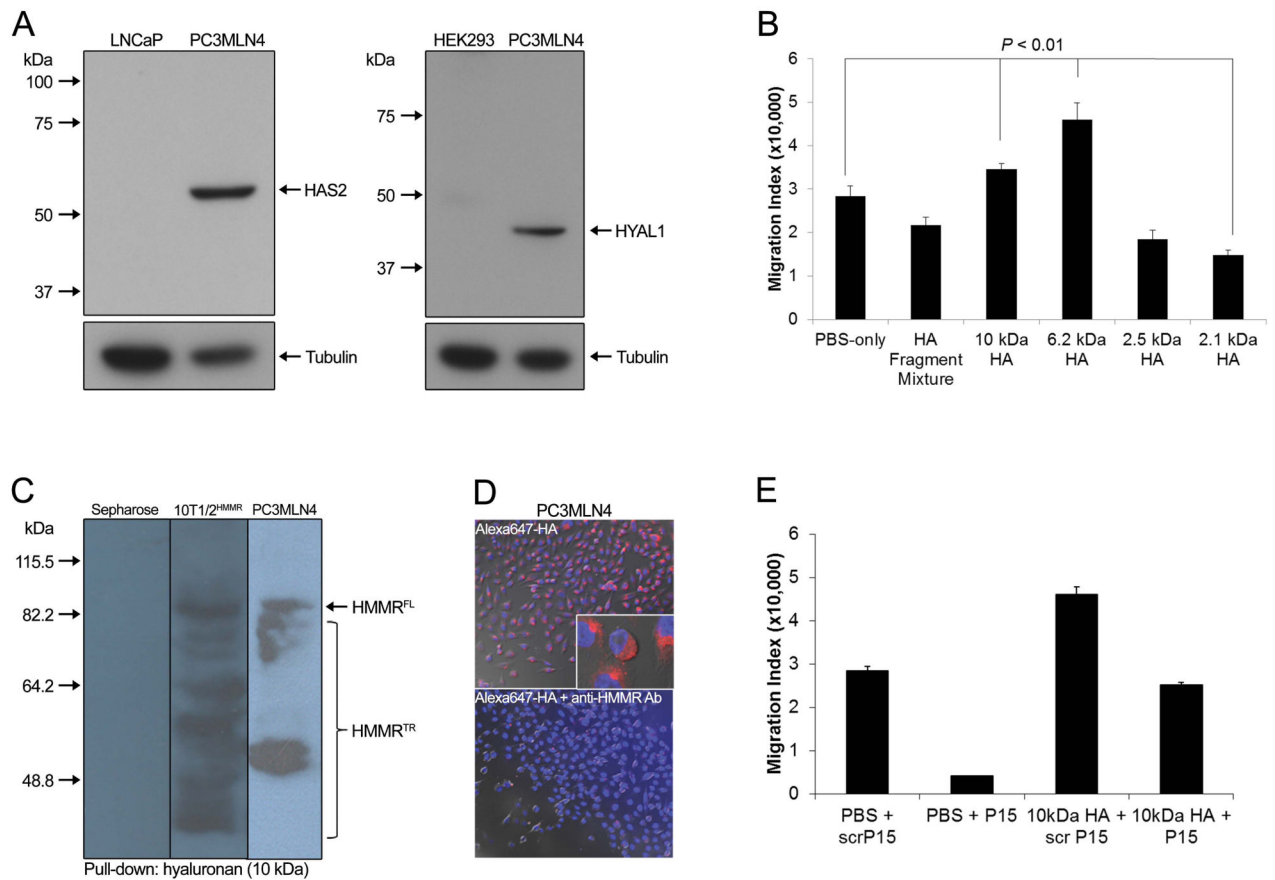 A
LNCaP PC3MLN4
kDa
100
75
50
37
HAS2
Tubulin
HEK293 PC3MLN4
kDa
75
50
37
HYAL1
Tubulin
B
P < 0.01
Migration Index (x10,000)
6
5
4
3
2
1
0
PBS-only
HA Fragment Mixture
10 kDa HA
6.2 kDa HA
2.5 kDa HA
2.1 kDa HA
C
Sepharose 10T1/2HMMR PC3MLN4
kDa
115.5
82.2
64.2
48.8
HMMRFL
HMMRTR
Pull-down: hyaluronan (10 kDa)
D
PC3MLN4
Alexa647-HA
Alexa647-HA + anti-HMMR Ab
E
Migration Index (x10,000)
6
5
4
3
2
1
0
PBS + scrP15
PBS + P15
10kDa HA + scr P15
10kDa HA + P15